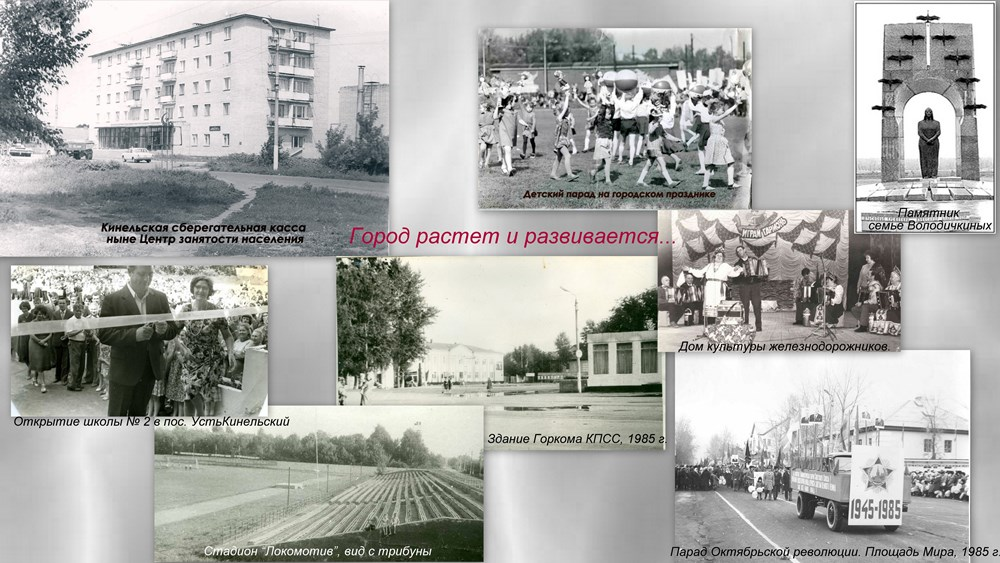 Кинельская сберегательная касса
ныне Центр занятости населения
Детский парад на городском празднике
Памятник
семье Володичкиных
Город растет и развивается...
ИГРАЙ ГАРМОНЬ
Дом культуры железнодорожников.
Открытие школы № 2 в пос. УстьКинельский
Здание Горкома КПСС, 1985 г.
Стадион "Локомотив", вид с трибуны
1945-1985
Парад Октябрьской революции. Площадь Мира, 1985 г.